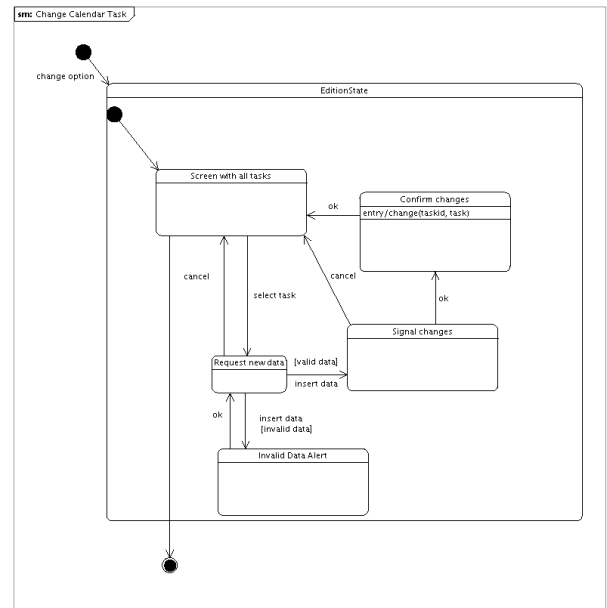 sm: Change Calendar Task
change option
EditionState
Screen with all tasks
Confirm changes
entry/change(taskid, task)
ok
cancel
cancel
select task
ok
Signal changes
Request new data
[valid data]
insert data
ok
insert data
[invalid data]
Invalid Data Alert